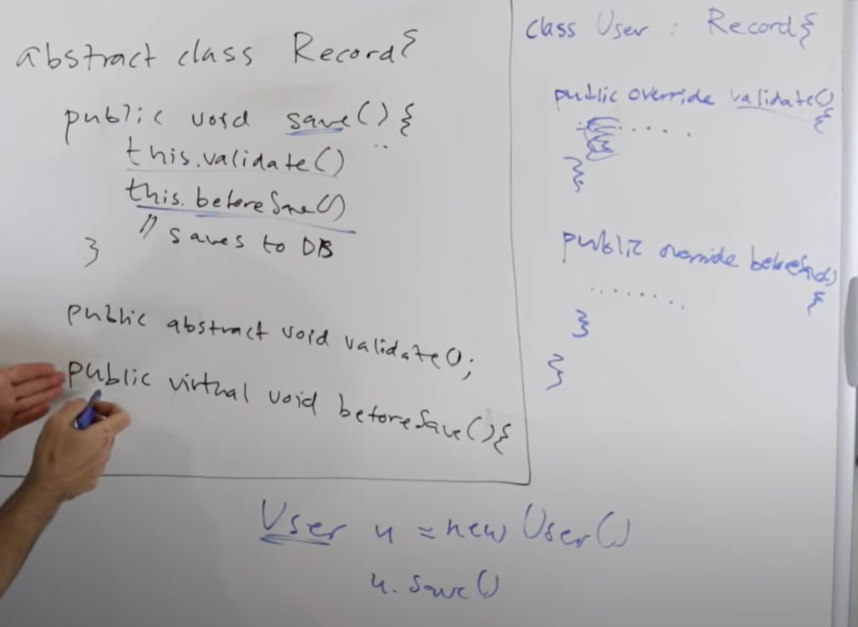 abstract class Record{
public void save(){
this.validate()
this.beforeSave()
// saves to DB
}
public abstract void validate();
public virtual void beforeSave(){
class User : Record{
public override validate()
{
.....
}
public override beforeSave()
{
........
}
}
User u = new User()
u.save()